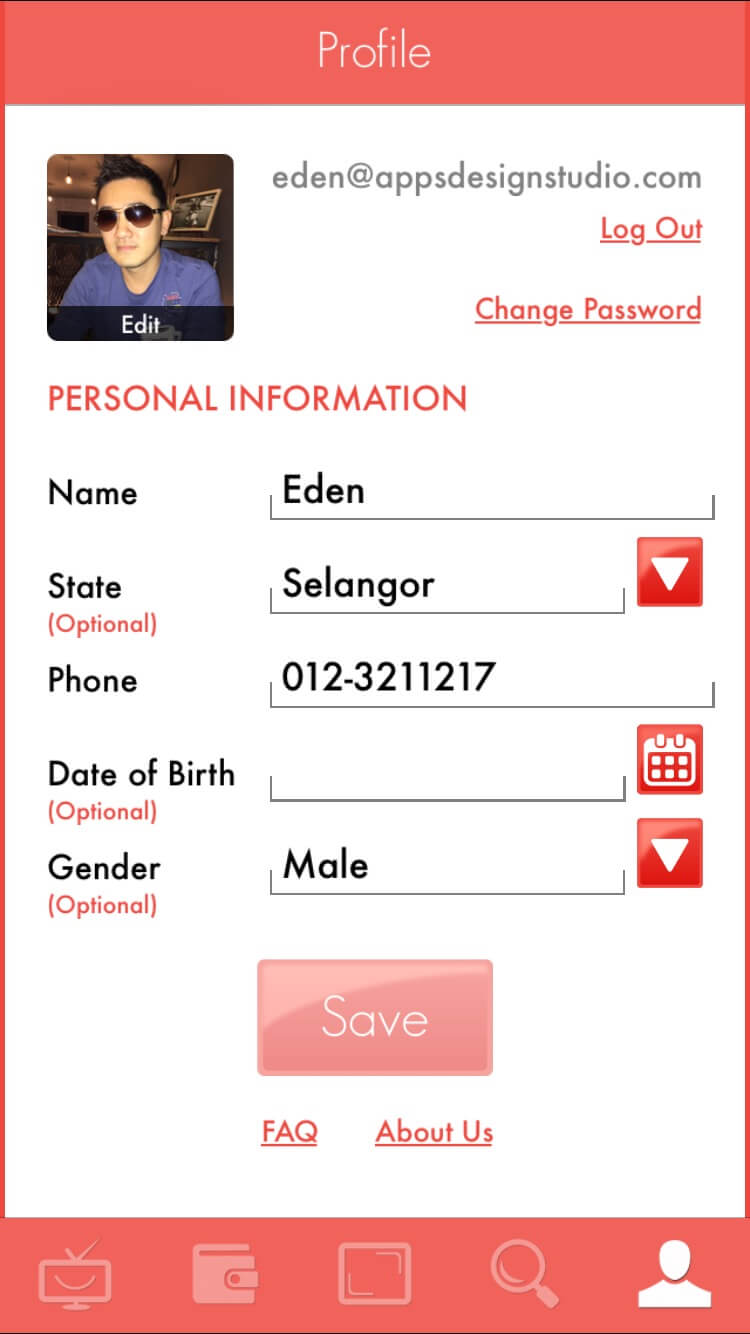 Profile
eden@appsdesignstudio.com
Log Out
Edit
Change Password
PERSONAL INFORMATION
Name Eden
State Selangor
(Optional)
Phone 012-3211217
Date of Birth
(Optional)
Gender Male
(Optional)
Save
FAQ About Us